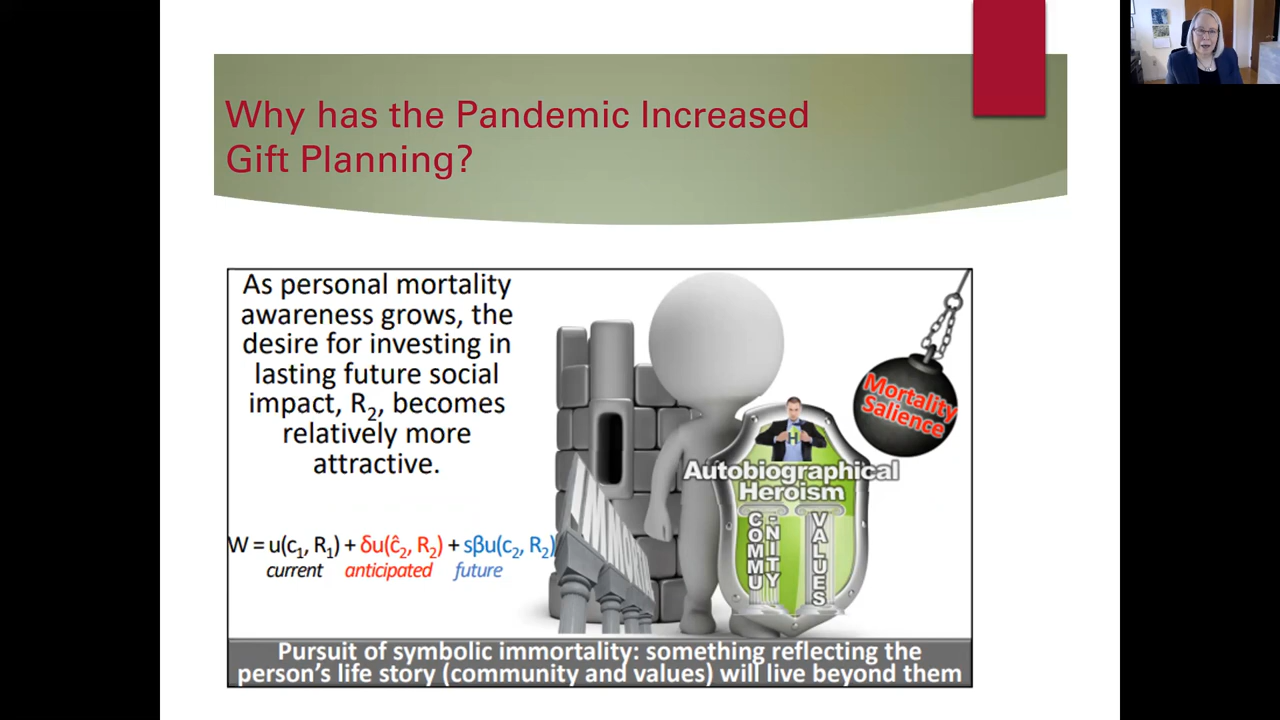 Why has the Pandemic Increased
Gift Planning?
As personal mortality
awareness grows, the
desire for investing in
lasting future social
impact, R₂, becomes
relatively more
attractive.
W = u(c₁, R₁) + δu(ĉ₂, R₂) + sβu(c₂, R₂)
current anticipated future
Mortality
Salience
H
Autobiographical
Heroism
COMMU
-NITY
VALUES
Pursuit of symbolic immortality: something reflecting the
person's life story (community and values) will live beyond them